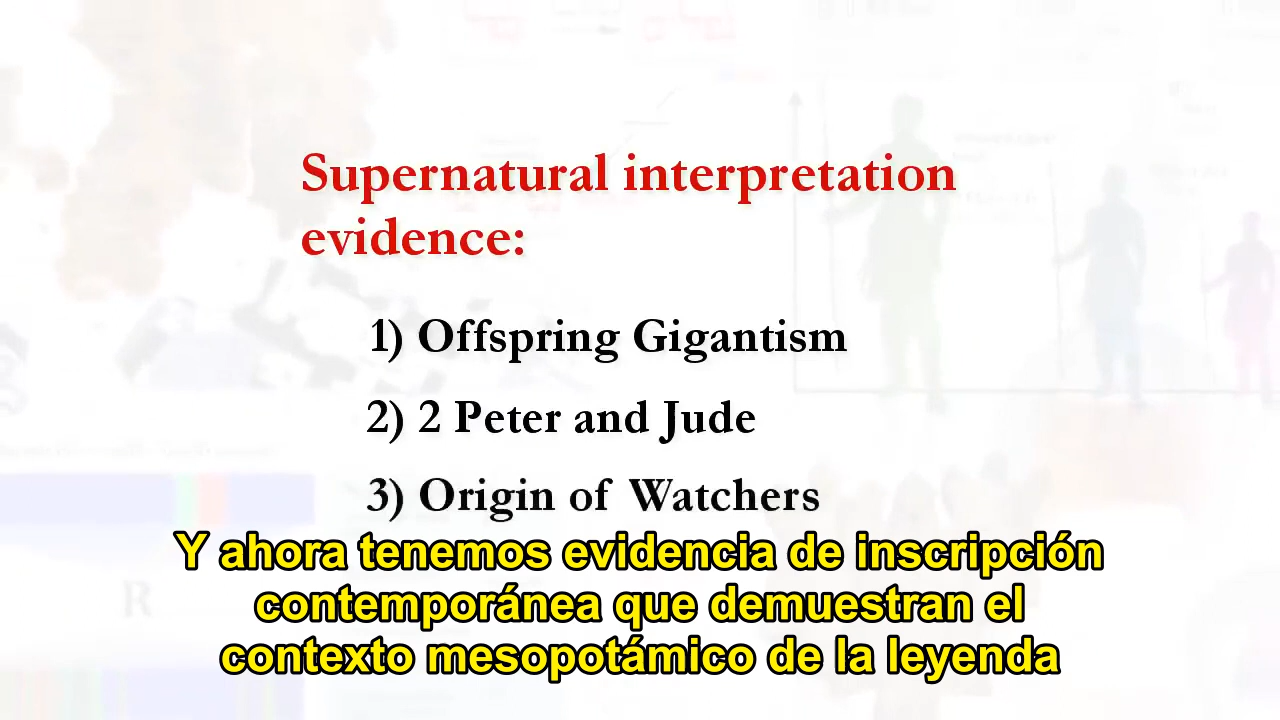 Supernatural interpretation
evidence:
1) Offspring Gigantism
2) 2 Peter and Jude
3) Origin of Watchers
Y ahora tenemos evidencia de inscripción
contemporánea que demuestran el
contexto mesopotámico de la leyenda
R